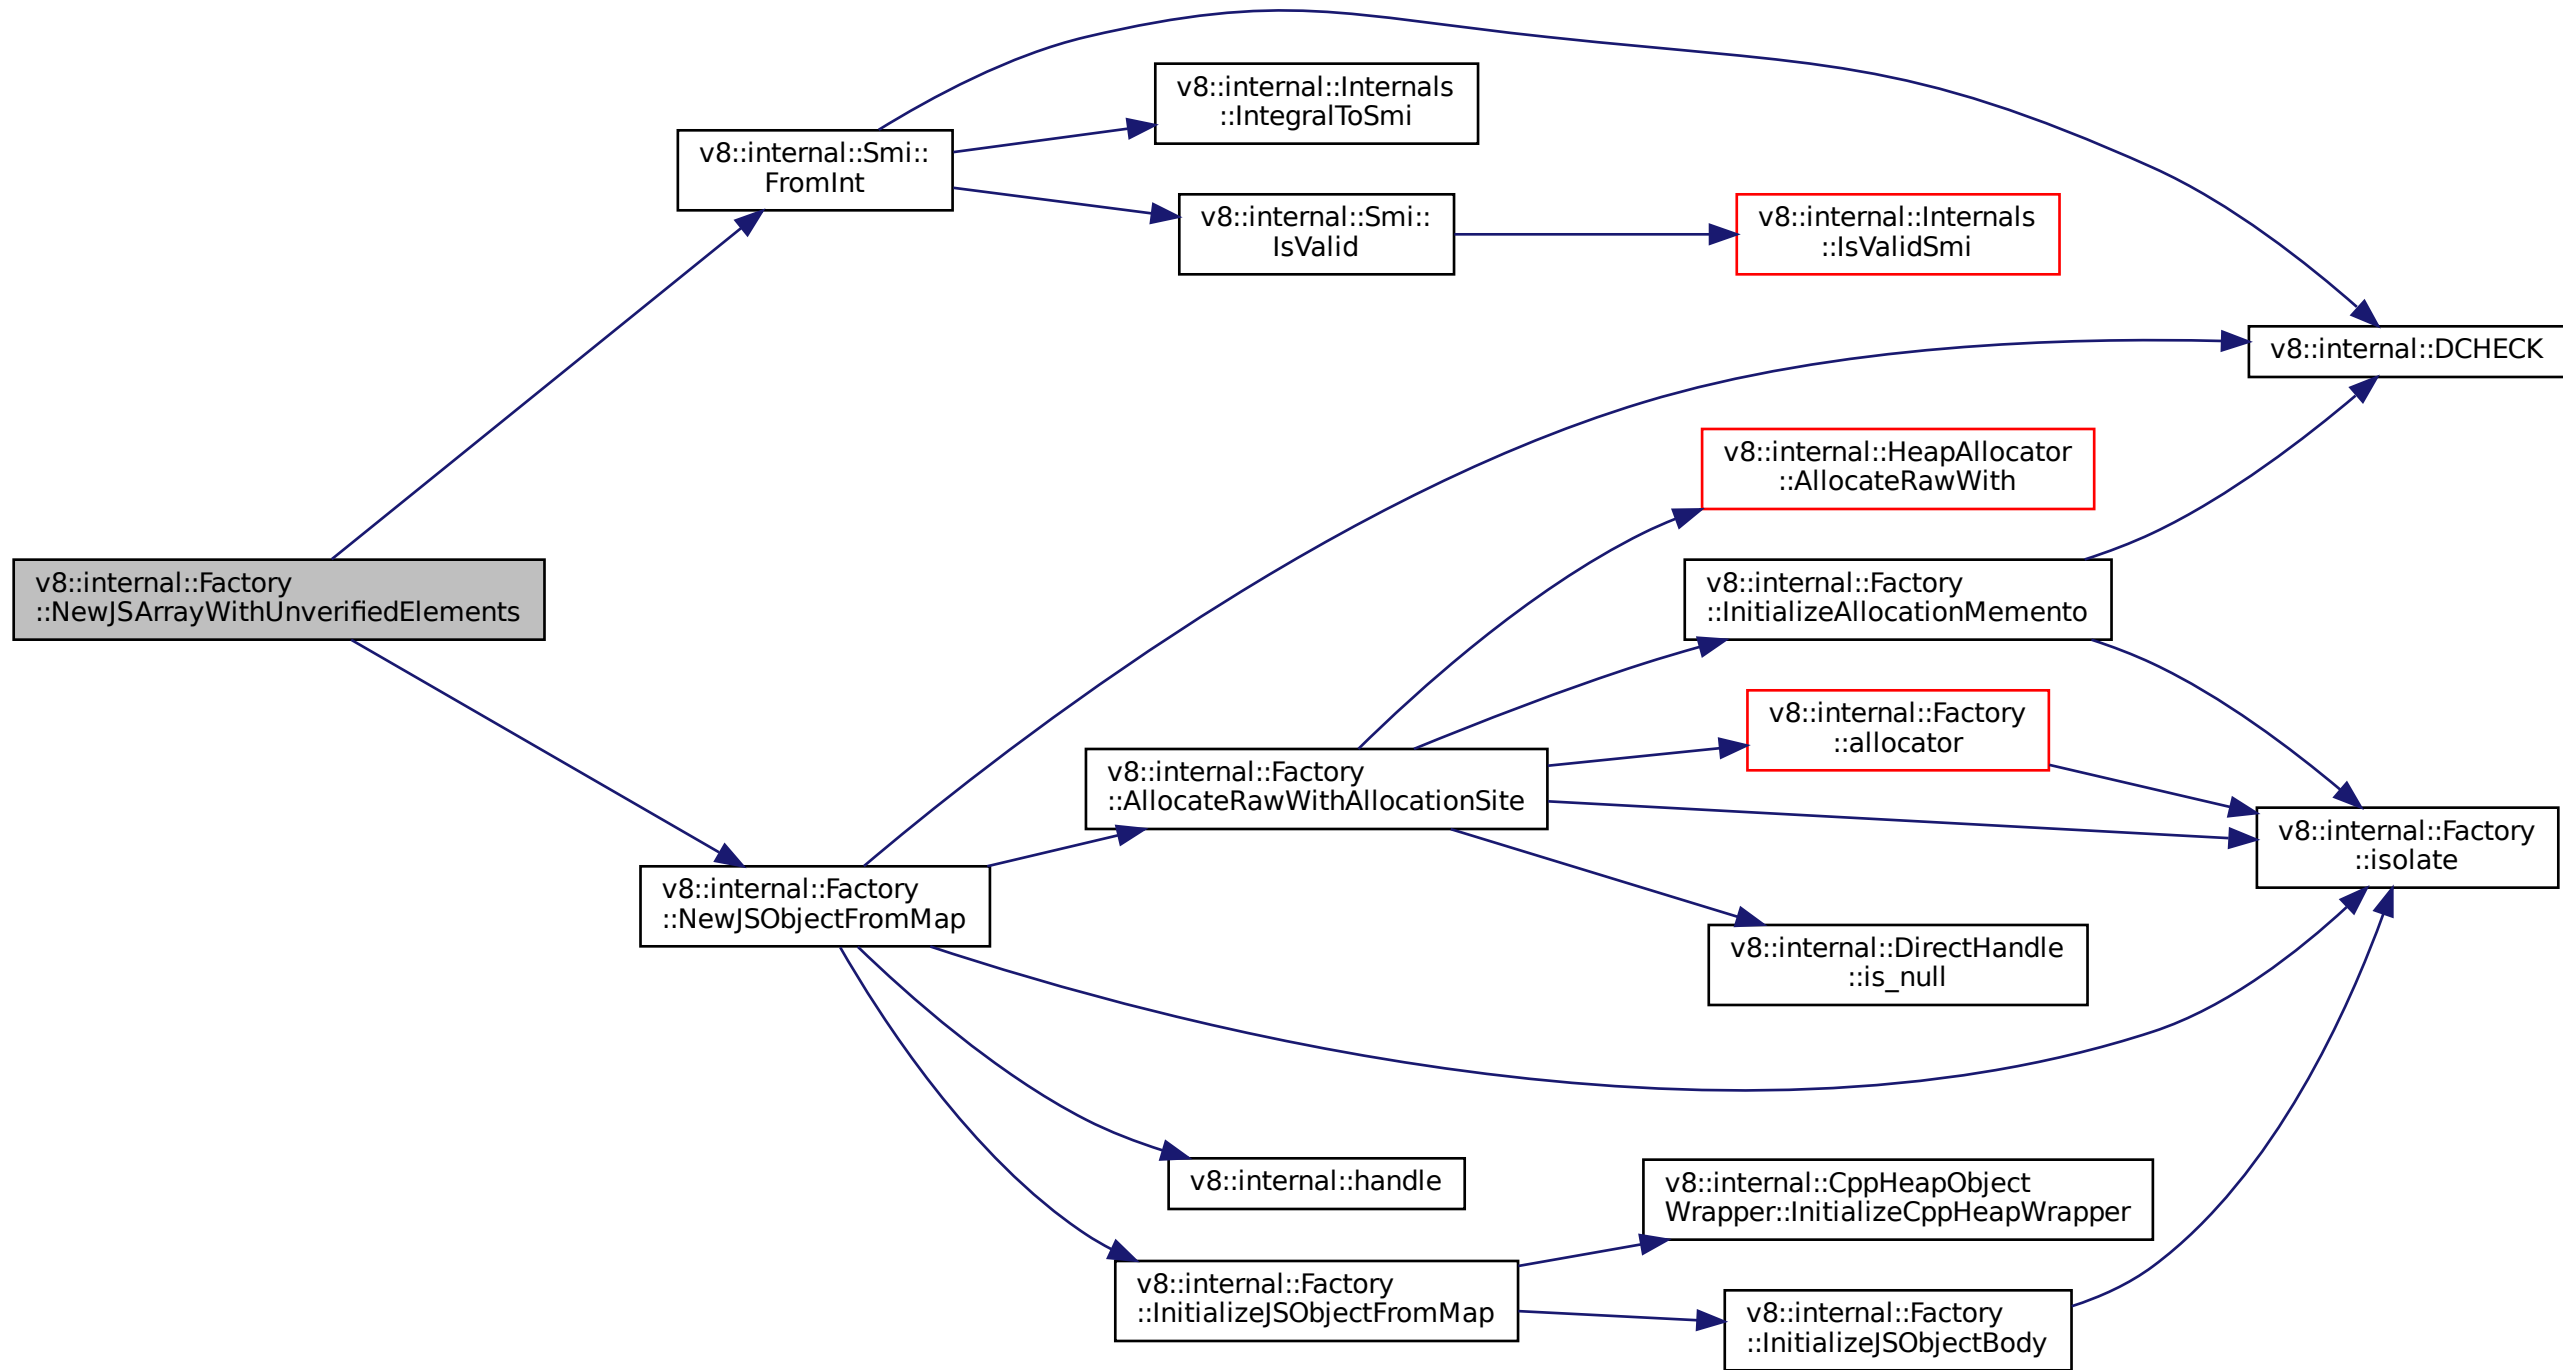 v8::internal::Internals
::IntegralToSmi
v8::internal::Smi::
FromInt
v8::internal::Smi::
IsValid
v8::internal::Internals
::IsValidSmi
v8::internal::DCHECK
v8::internal::HeapAllocator
::AllocateRawWith
v8::internal::Factory
::NewJSArrayWithUnverifiedElements
v8::internal::Factory
::InitializeAllocationMemento
v8::internal::Factory
::allocator
v8::internal::Factory
::AllocateRawWithAllocationSite
v8::internal::Factory
::isolate
v8::internal::Factory
::NewJSObjectFromMap
v8::internal::DirectHandle
::is_null
v8::internal::handle
v8::internal::CppHeapObject
Wrapper::InitializeCppHeapWrapper
v8::internal::Factory
::InitializeJSObjectFromMap
v8::internal::Factory
::InitializeJSObjectBody